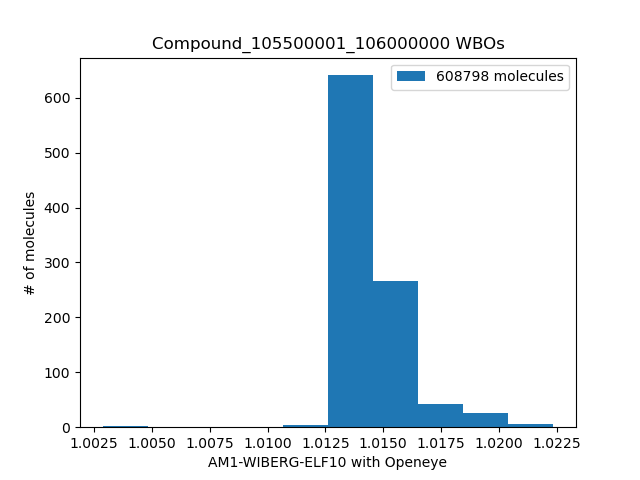 Compound_105500001_106000000 WBOs
608798 molecules
# of molecules
600
500
400
300
200
100
0
1.0025 1.0050 1.0075 1.0100 1.0125 1.0150 1.0175 1.0200 1.0225
AM1-WIBERG-ELF10 with Openeye